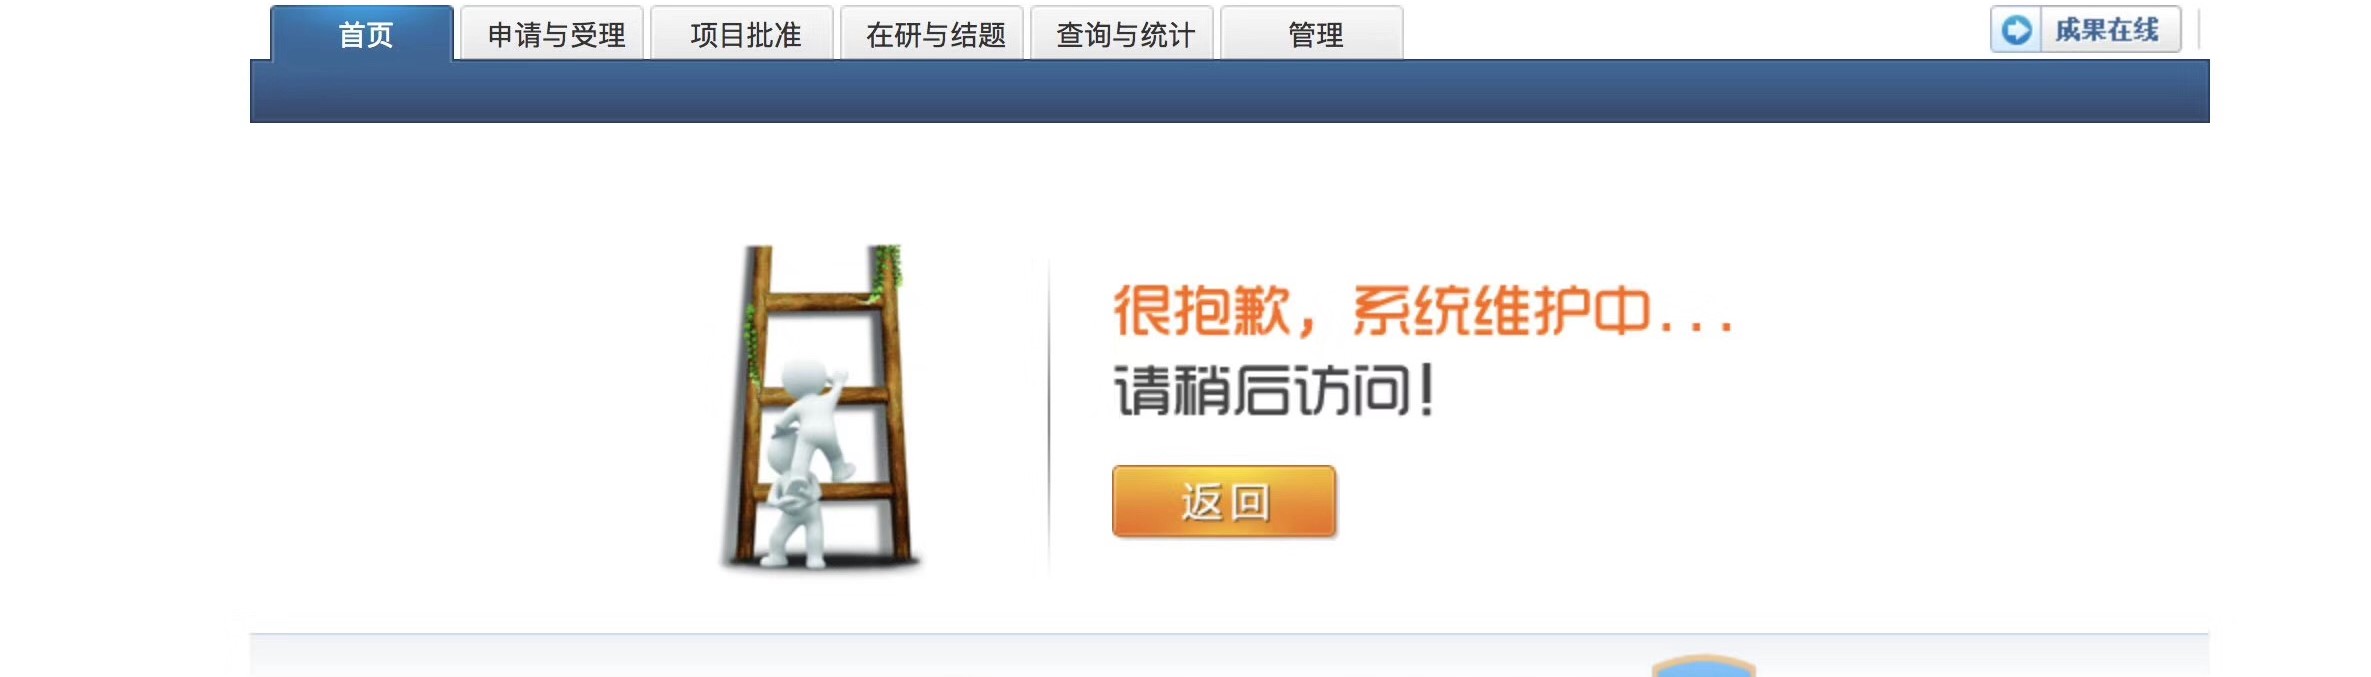 首页 申请与受理 项目批准 在研与结题 查询与统计 管理 成果在线
很抱歉，系统维护中...
请稍后访问！
返回